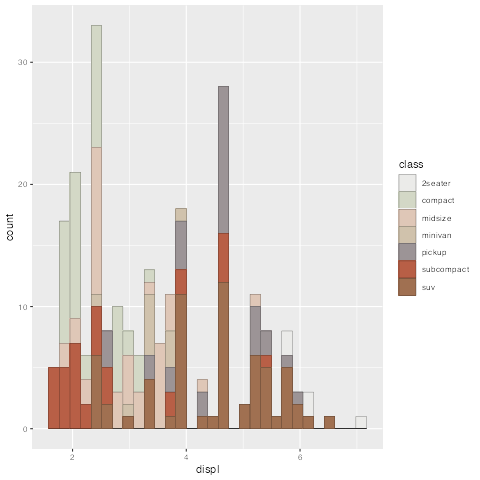 30
20
10
0
count
2
4
6
displ
class
2seater
compact
midsize
minivan
pickup
subcompact
suv